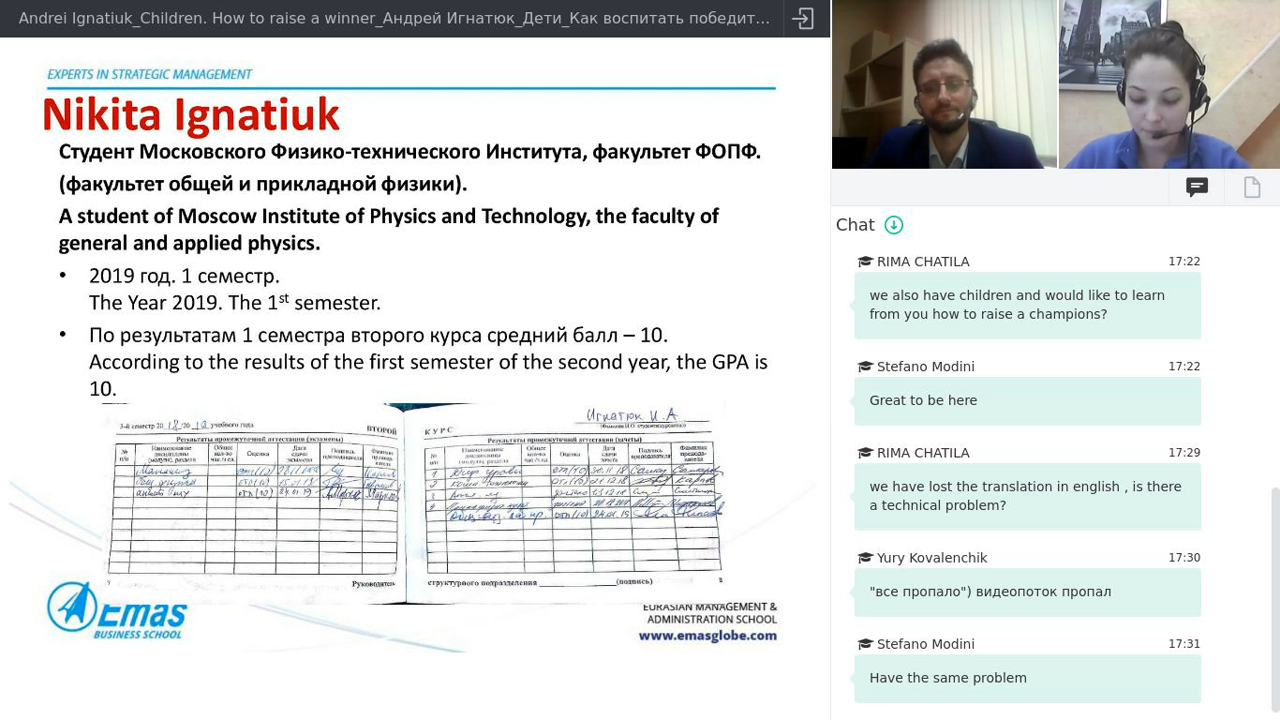 Andrei Ignatiuk_Children. How to raise a winner_Андрей Игнатюк_Дети_Как воспитать победит...
EXPERTS IN STRATEGIC MANAGEMENT
Nikita Ignatiuk
Студент Московского Физико-технического Института, факультет ФОПФ.
(факультет общей и прикладной физики).
A student of Moscow Institute of Physics and Technology, the faculty of
general and applied physics.
• 2019 год. 1 семестр.
The Year 2019. The 1st semester.
• По результатам 1 семестра второго курса средний балл – 10.
According to the results of the first semester of the second year, the GPA is
10.
Игнатюк Н.А
3-й семестр 20 18/20 19 учебного года
ВТОРОЙ
КУРС
Результаты промежуточной аттестации (экзамены)
Результаты промежуточной аттестации (зачеты)
Руководитель
структурного подразделения (подпись)
Emas
BUSINESS SCHOOL
EURASIAN MANAGEMENT &
ADMINISTRATION SCHOOL
www.emasglobe.com
Chat
RIMA CHATILA 17:22
we also have children and would like to learn
from you how to raise a champions?
Stefano Modini 17:22
Great to be here
RIMA CHATILA 17:29
we have lost the translation in english , is there
a technical problem?
Yury Kovalenchik 17:30
"все пропало") видеопоток пропал
Stefano Modini 17:31
Have the same problem